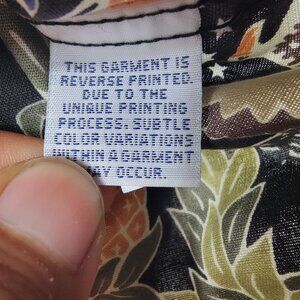 THIS GARMENT IS
REVERSE PRINTED.
DUE TO THE
UNIQUE PRINTING
PROCESS, SUBTLE
COLOR VARIATIONS
WITHIN A GARMENT
MAY OCCUR.